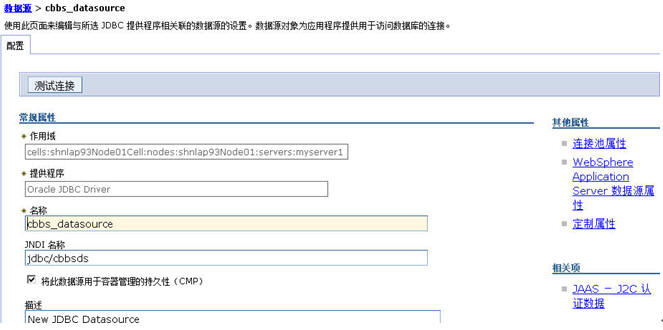 数据源 > cbbs_datasource
使用此页面来编辑与所选 JDBC 提供程序相关联的数据源的设置。数据源对象为应用程序提供用于访问数据库的连接。
配置
测试连接
常规属性
作用域
cells:shnlap93Node01Cell:nodes:shnlap93Node01:servers:myserver1
提供程序
Oracle JDBC Driver
名称
cbbs_datasource
JNDI 名称
jdbc/cbbsds
将此数据源用于容器管理的持久性（CMP）
描述
New JDBC Datasource
其他属性
连接池属性
WebSphere
Application
Server 数据源属
性
定制属性
相关项
JAAS － J2C 认
证数据